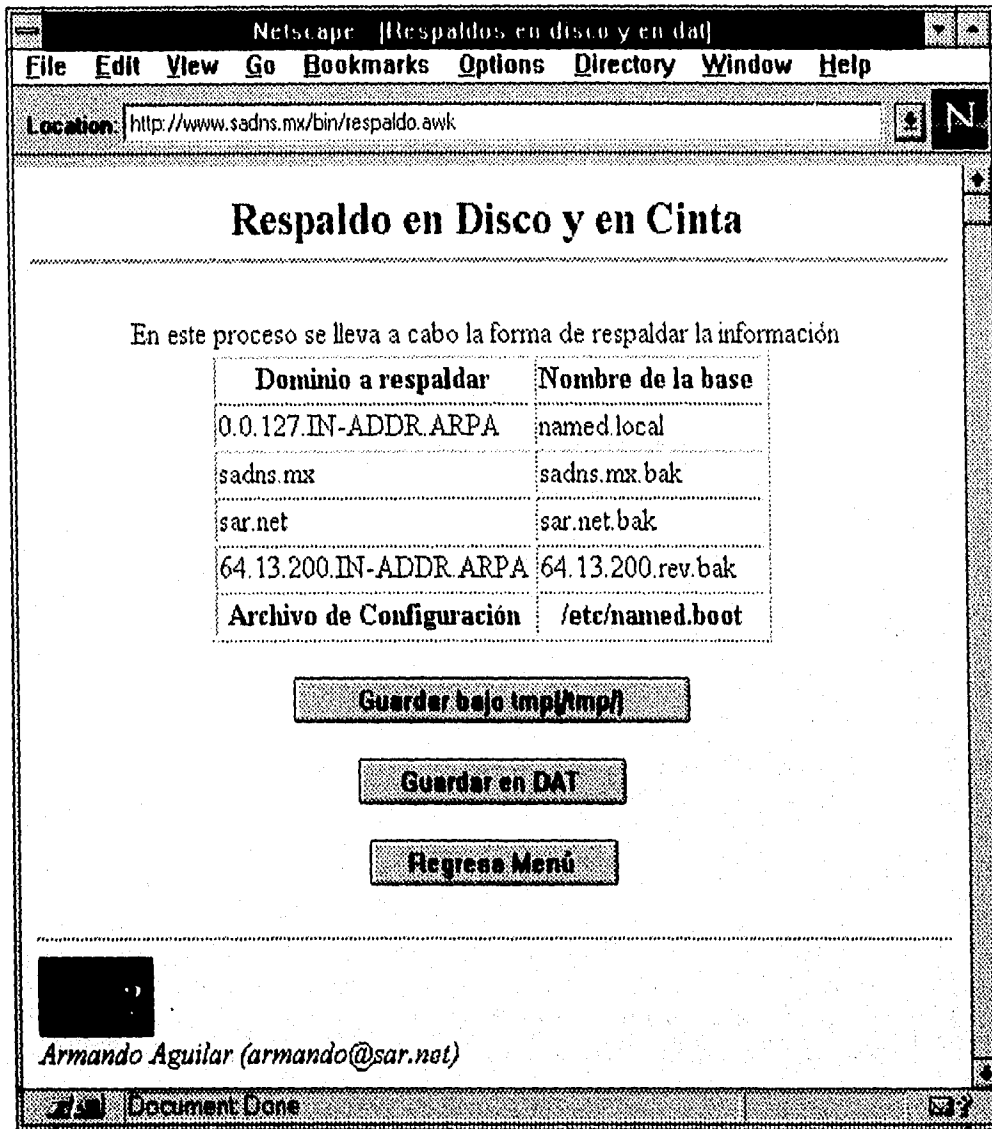 Netscape - [Respaldos en disco y en dat]
File Edit View Go Bookmarks Options Directory Window Help
Location: http://www.sadns.mx/bin/respaldo.awk
N
Respaldo en Disco y en Cinta
En este proceso se lleva a cabo la forma de respaldar la información
Dominio a respaldar Nombre de la base
0.0.127.IN-ADDR.ARPA named.local
sadns.mx sadns.mx.bak
sar.net sar.net.bak
64.13.200.IN-ADDR.ARPA 64.13.200.rev.bak
Archivo de Configuración /etc/named.boot
Guardar bajo tmp(/tmp/)
Guardar en DAT
Regresa Menú
?
Armando Aguilar (armando@sar.net)
Document: Done
?